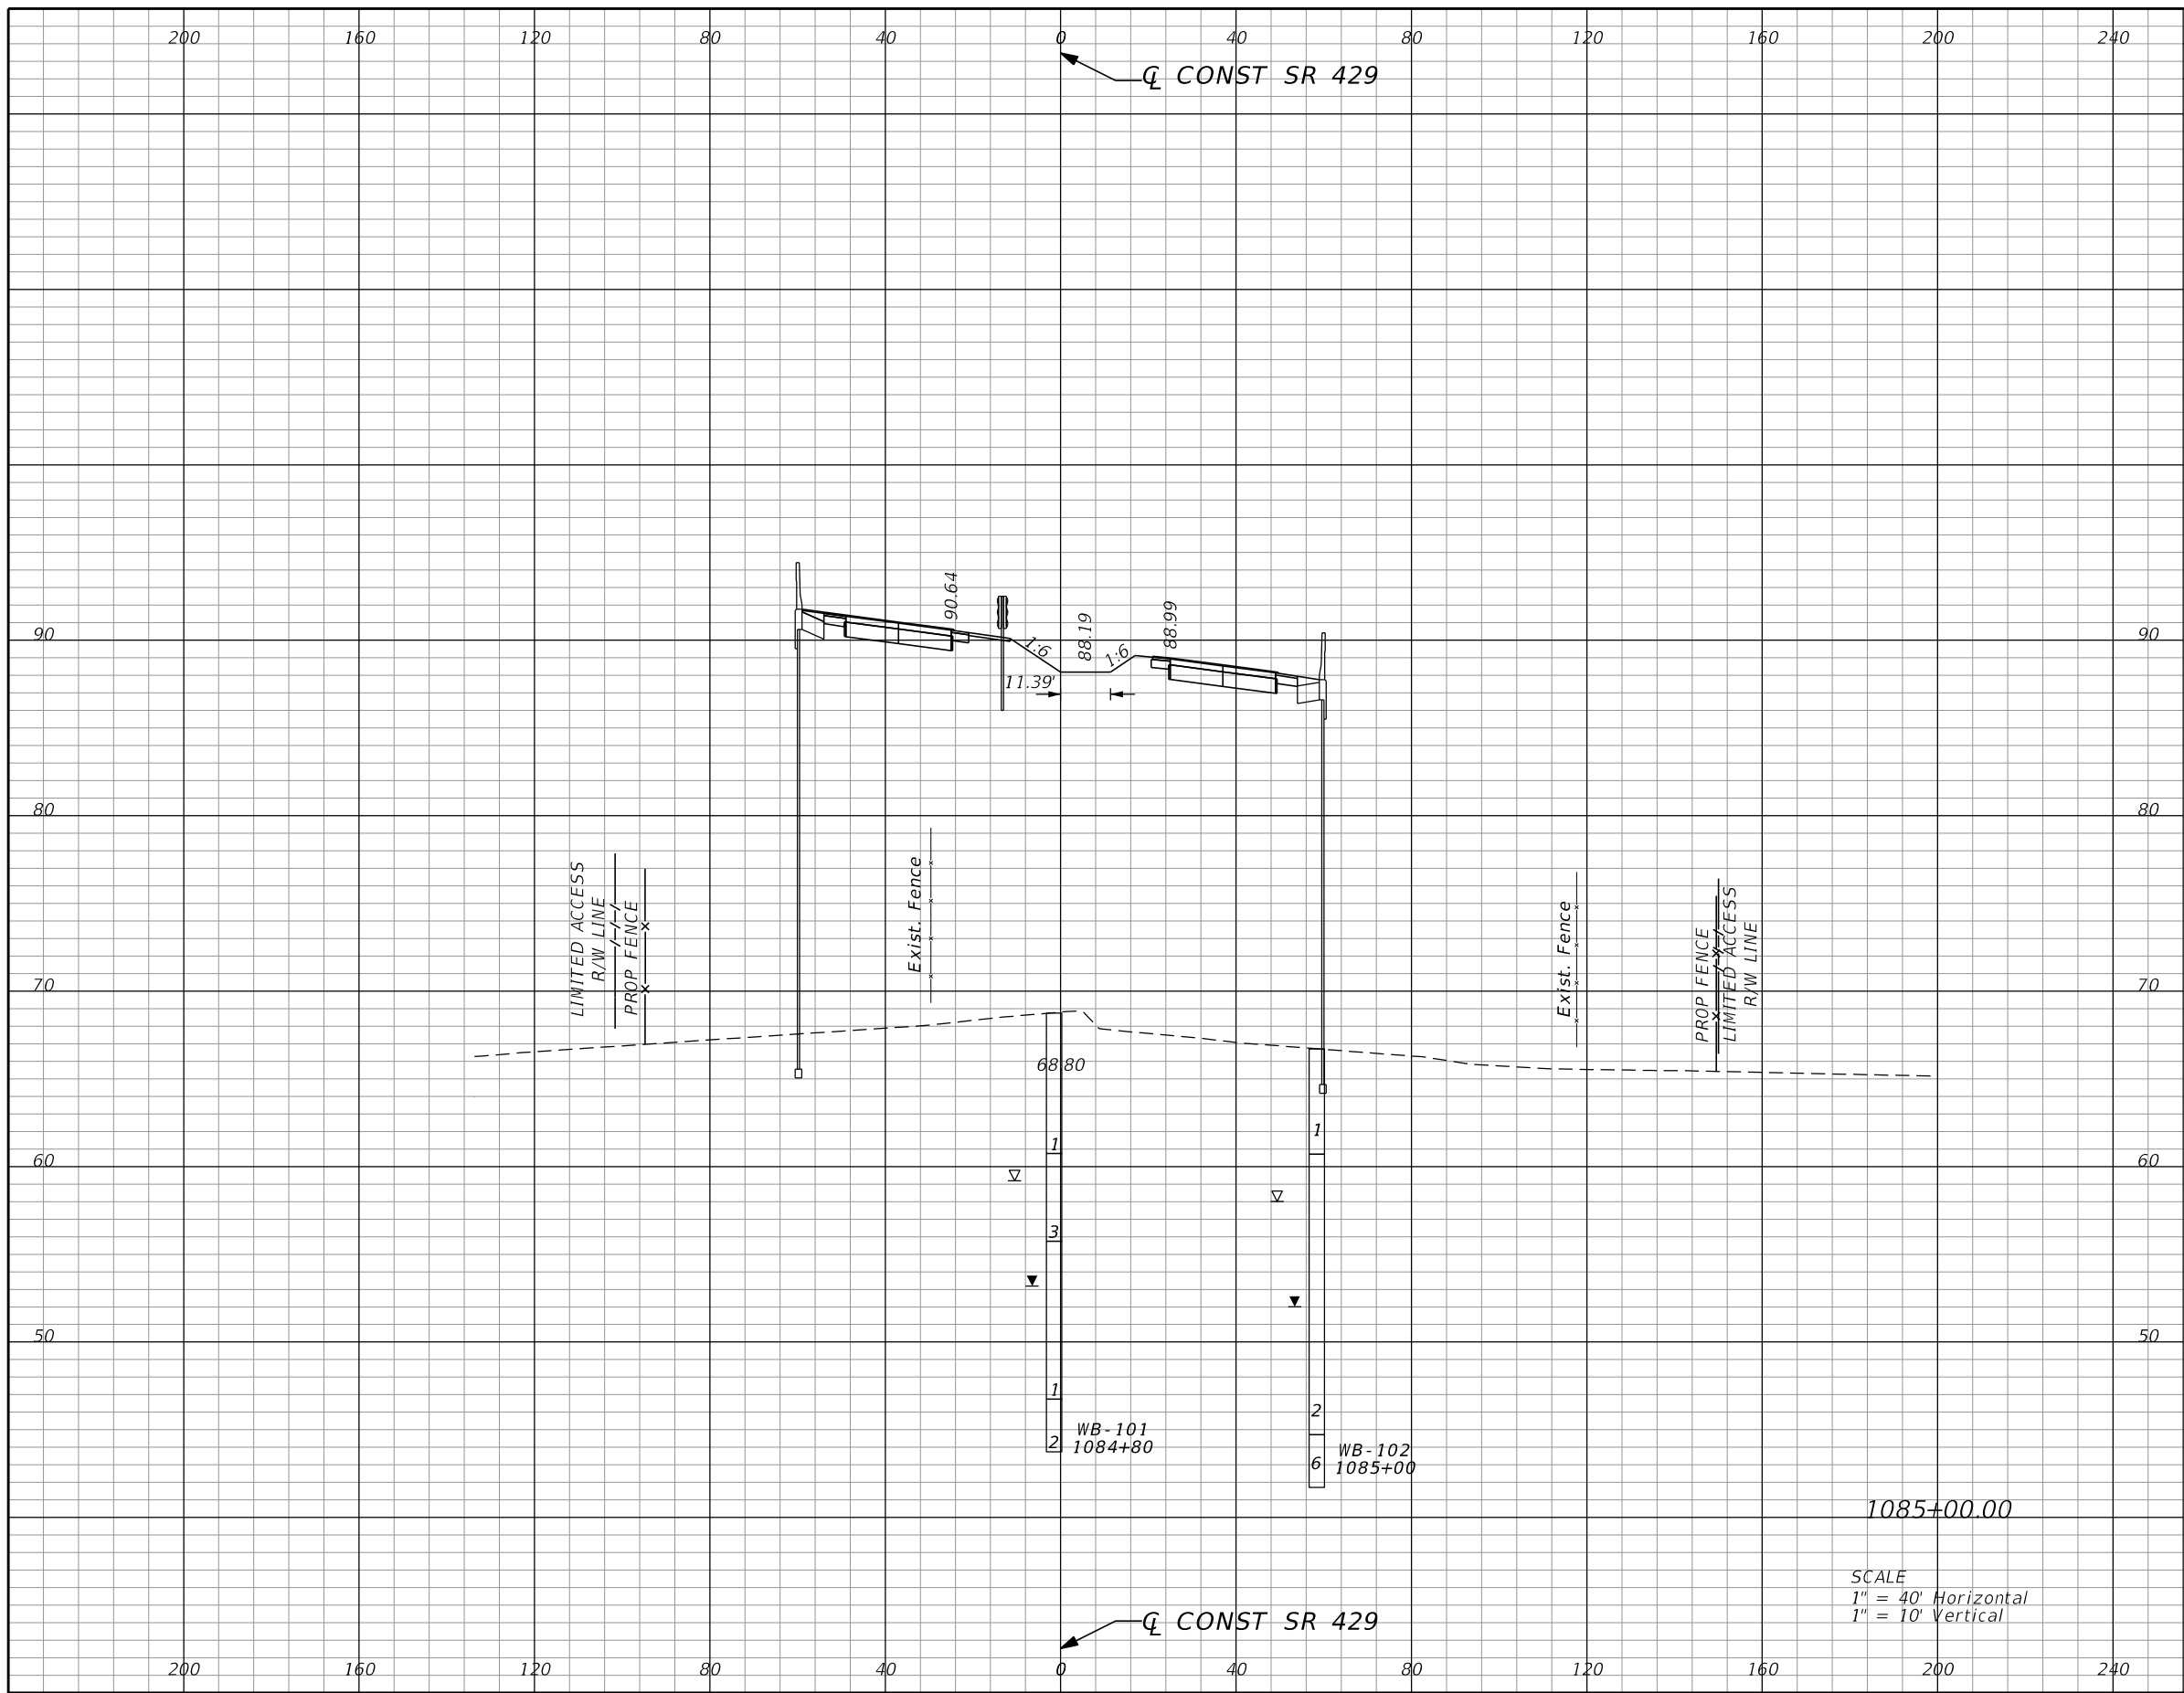 200 160 120 80 40 0 40 80 120 160 200 240
℄ CONST SR 429
90.64
88.19
88.99
90 90
1:6
1:6
11.39'
80 80
LIMITED ACCESS
R/W LINE
PROP FENCE
Exist. Fence
Exist. Fence
PROP FENCE
LIMITED ACCESS
R/W LINE
70 70
68.80
1
1
60 60
3
50 50
1
2
2
6
WB-101
1084+80
WB-102
1085+00
1085+00.00
SCALE
1" = 40' Horizontal
1" = 10' Vertical
℄ CONST SR 429
200 160 120 80 40 0 40 80 120 160 200 240